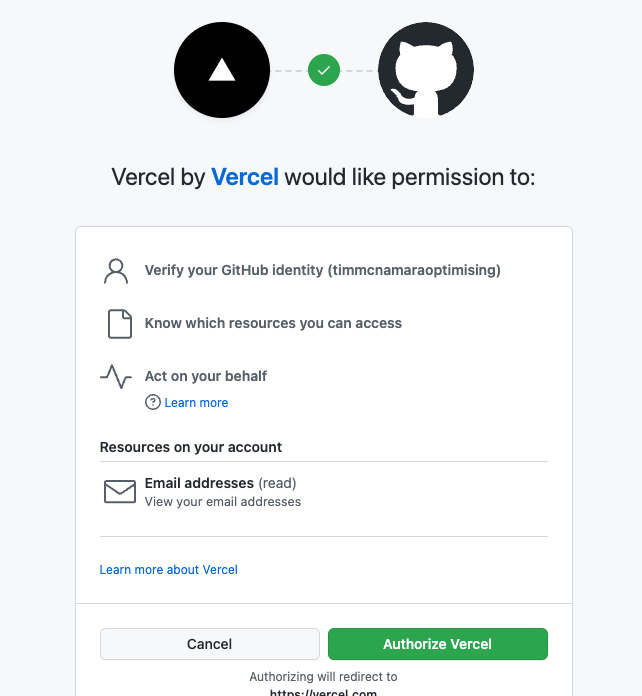 Vercel by Vercel would like permission to:
Verify your GitHub identity (timmcnamaraoptimising)
Know which resources you can access
Act on your behalf
Learn more
Resources on your account
Email addresses (read)
View your email addresses
Learn more about Vercel
Cancel
Authorize Vercel
Authorizing will redirect to
https://vercel.com